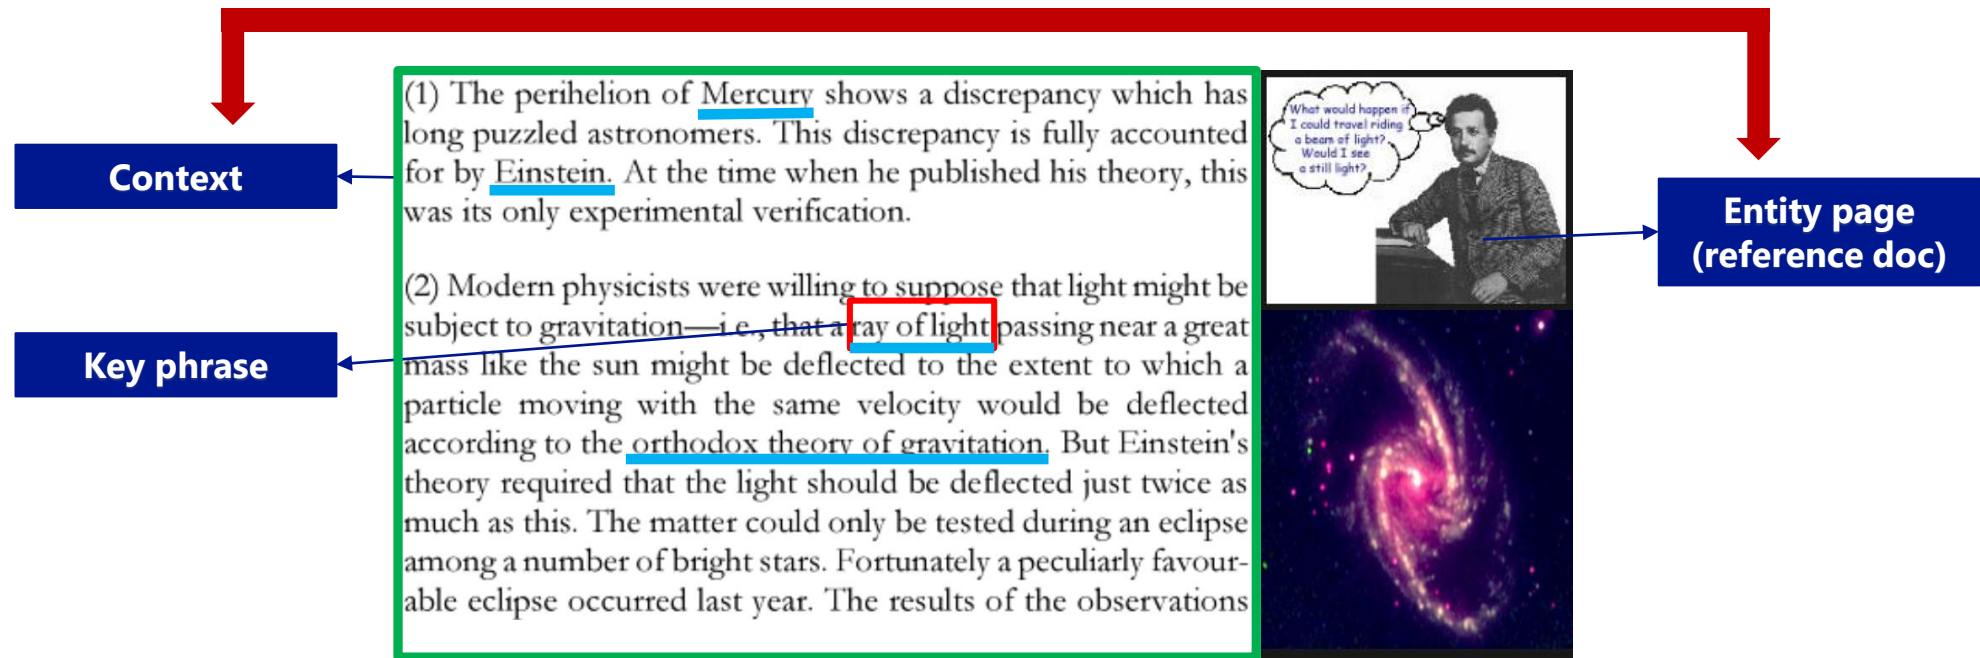 Context
Key phrase
(1) The perihelion of Mercury shows a discrepancy which has
long puzzled astronomers. This discrepancy is fully accounted
for by Einstein. At the time when he published his theory, this
was its only experimental verification.
(2) Modern physicists were willing to suppose that light might be
subject to gravitation—i.e., that a ray of light passing near a great
mass like the sun might be deflected to the extent to which a
particle moving with the same velocity would be deflected
according to the orthodox theory of gravitation. But Einstein's
theory required that the light should be deflected just twice as
much as this. The matter could only be tested during an eclipse
among a number of bright stars. Fortunately a peculiarly favour-
able eclipse occurred last year. The results of the observations
What would happen if
I could travel riding
a beam of light?
Would I see
a still light?
Entity page
(reference doc)